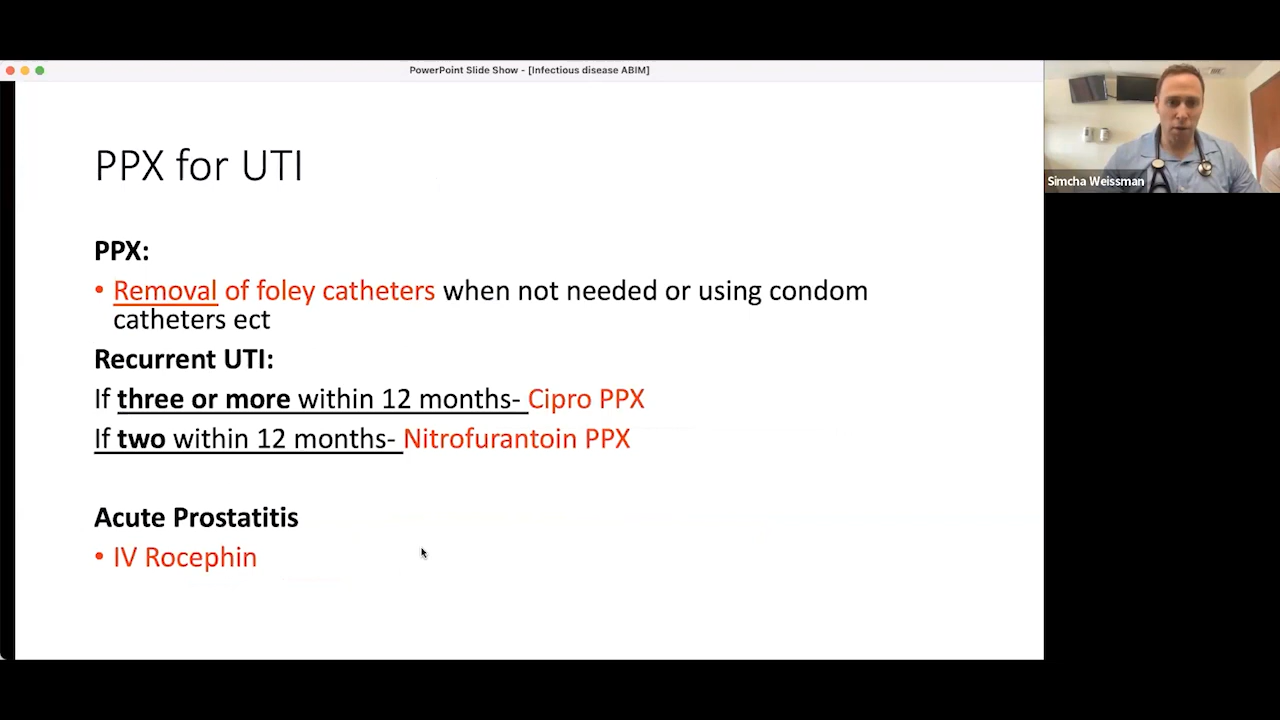 PowerPoint Slide Show - [Infectious disease ABIM]
PPX for UTI
PPX:
• Removal of foley catheters when not needed or using condom
catheters ect
Recurrent UTI:
If three or more within 12 months- Cipro PPX
If two within 12 months- Nitrofurantoin PPX
Acute Prostatitis
• IV Rocephin
Simcha Weissman